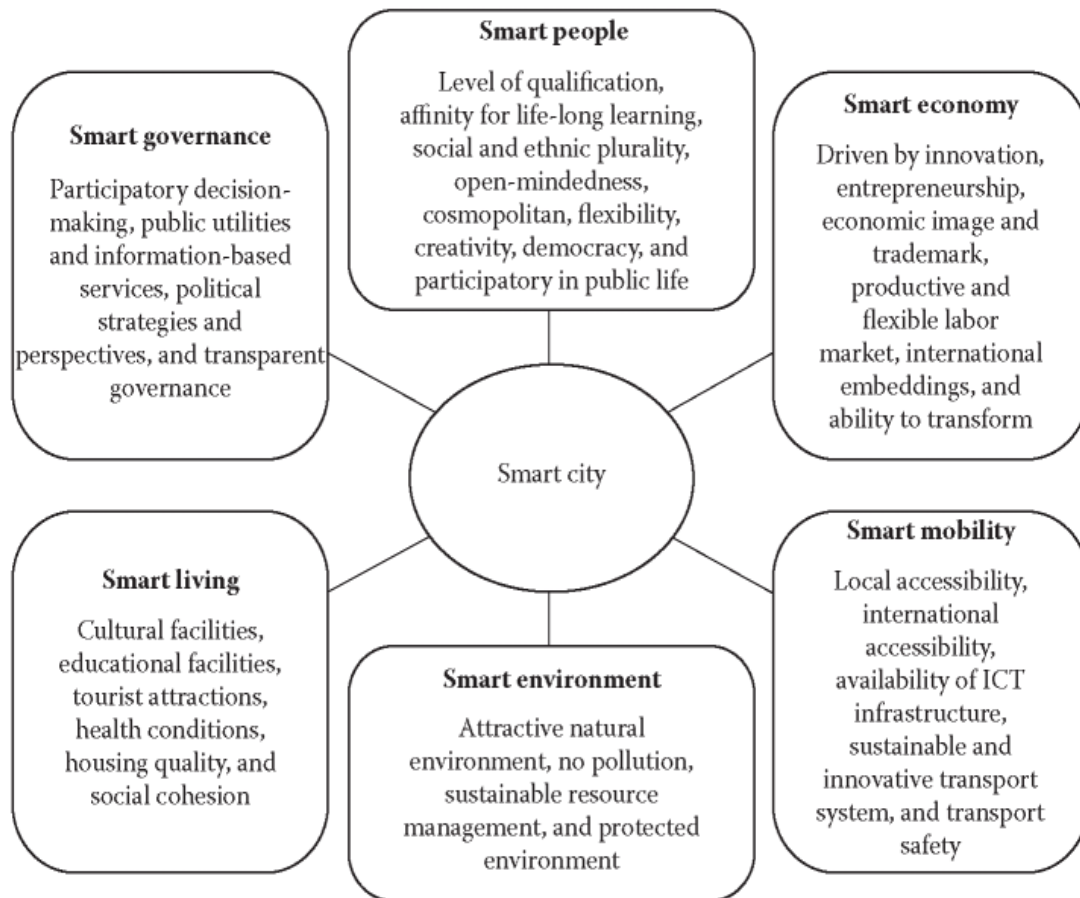 Smart people
Level of qualification,
affinity for life-long learning,
social and ethnic plurality,
open-mindedness,
cosmopolitan, flexibility,
creativity, democracy, and
participatory in public life
Smart governance
Participatory decision-
making, public utilities
and information-based
services, political
strategies and
perspectives, and transparent
governance
Smart economy
Driven by innovation,
entrepreneurship,
economic image and
trademark,
productive and
flexible labor
market, international
embeddings, and
ability to transform
Smart city
Smart living
Cultural facilities,
educational facilities,
tourist attractions,
health conditions,
housing quality, and
social cohesion
Smart environment
Attractive natural
environment, no pollution,
sustainable resource
management, and protected
environment
Smart mobility
Local accessibility,
international
accessibility,
availability of ICT
infrastructure,
sustainable and
innovative transport
system, and transport
safety